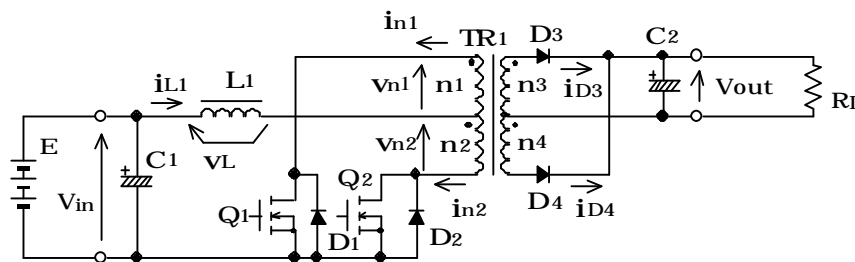 in1
TR1
D3
C2
iL1
L1
vn1
n1
n3
iD3
+
Vout
RL
E
+
C1
vL
vn2
n2
n4
Vin
Q1
D1
Q2
D2
in2
D4
iD4